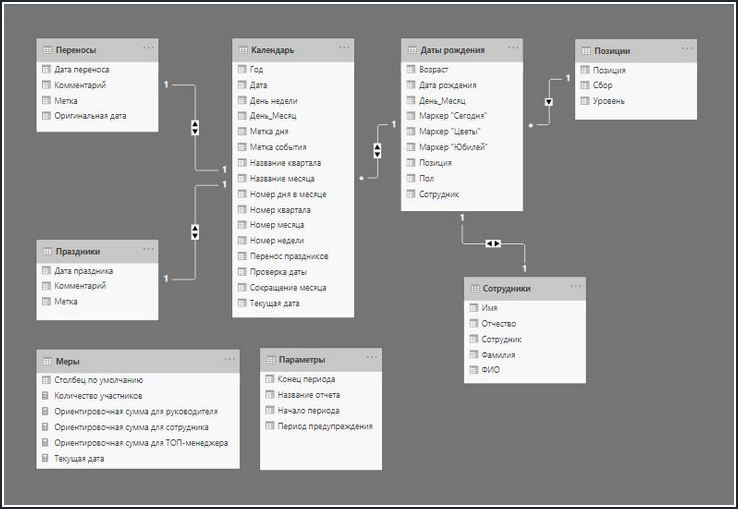 Переносы
Дата переноса
Комментарий
Метка
Оригинальная дата
Календарь
Год
Дата
День недели
День_Месяц
Метка дня
Метка события
Название квартала
Название месяца
Номер дня в месяце
Номер квартала
Номер месяца
Номер недели
Перенос праздников
Проверка даты
Сокращение месяца
Текущая дата
Даты рождения
Возраст
Дата рождения
День_Месяц
Маркер "Сегодня"
Маркер "Цветы"
Маркер "Юбилей"
Позиция
Пол
Сотрудник
Позиции
Позиция
Сбор
Уровень
1
1
1
1
*
1
*
1
1
1
Праздники
Дата праздника
Комментарий
Метка
Сотрудники
Имя
Отчество
Сотрудник
Фамилия
ФИО
Меры
Столбец по умолчанию
Количество участников
Ориентировочная сумма для руководителя
Ориентировочная сумма для сотрудника
Ориентировочная сумма для ТОП-менеджера
Текущая дата
Параметры
Конец периода
Название отчета
Начало периода
Период предупреждения